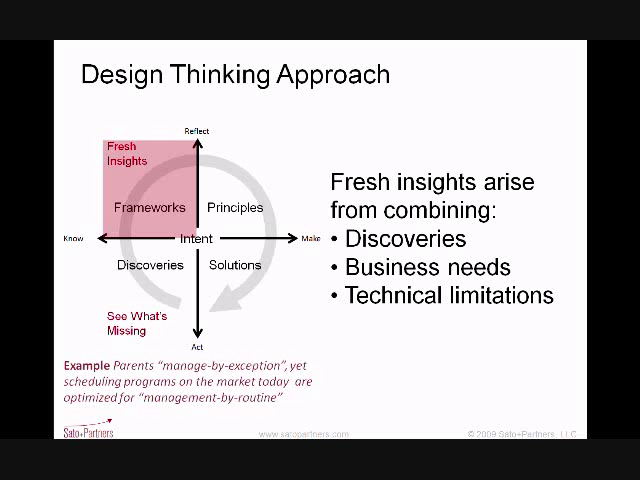 Design Thinking Approach
Reflect
Fresh
Insights
Frameworks
Principles
Know
Intent
Make
Discoveries
Solutions
See What's
Missing
Act
Example Parents “manage-by-exception”, yet
scheduling programs on the market today are
optimized for “management-by-routine”
Fresh insights arise
from combining:
• Discoveries
• Business needs
• Technical limitations
Sato+Partners
www.satopartners.com
© 2009 Sato+Partners, LLC